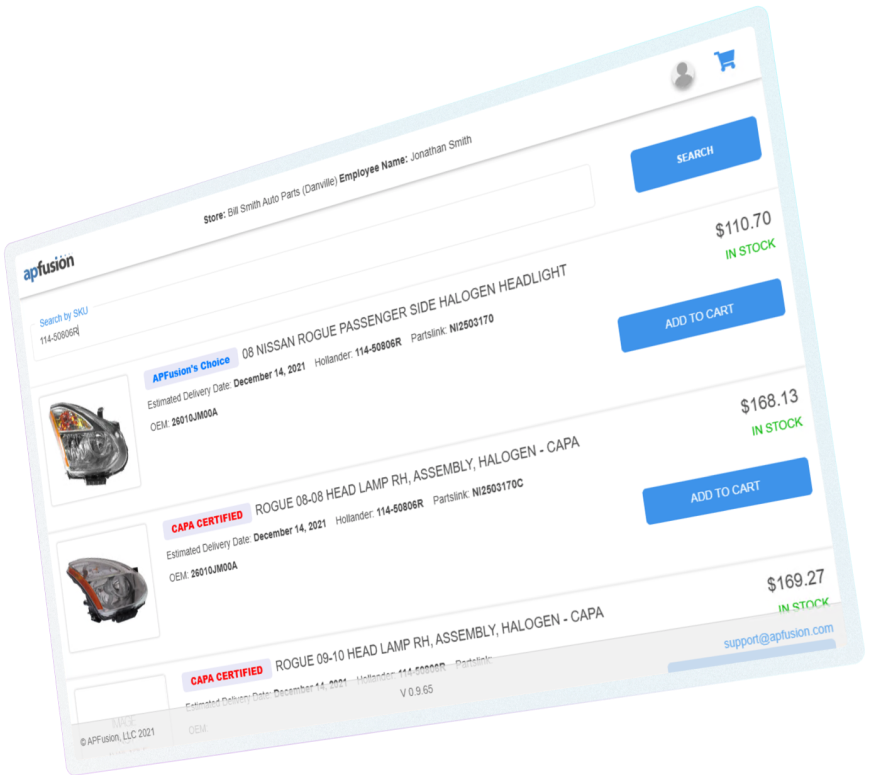 apfusion
Store: Bill Smith Auto Parts (Danville) Employee Name: Jonathan Smith
Search by SKU
114-50806R
SEARCH
APFusion's Choice 08 NISSAN ROGUE PASSENGER SIDE HALOGEN HEADLIGHT
Estimated Delivery Date: December 14, 2021 Hollander: 114-50806R Partslink: NI2503170
OEM: 26010JM00A
$110.70
IN STOCK
ADD TO CART
CAPA CERTIFIED ROGUE 08-08 HEAD LAMP RH, ASSEMBLY, HALOGEN - CAPA
Estimated Delivery Date: December 14, 2021 Hollander: 114-50806R Partslink: NI2503170C
OEM: 26010JM00A
$168.13
IN STOCK
ADD TO CART
CAPA CERTIFIED ROGUE 09-10 HEAD LAMP RH, ASSEMBLY, HALOGEN - CAPA
Estimated Delivery Date: December 14, 2021 Hollander: 114-50806R Partslink:
OEM:
$169.27
IN STOCK
IMAGE
© APFusion, LLC 2021
V 0.9.65
support@apfusion.com